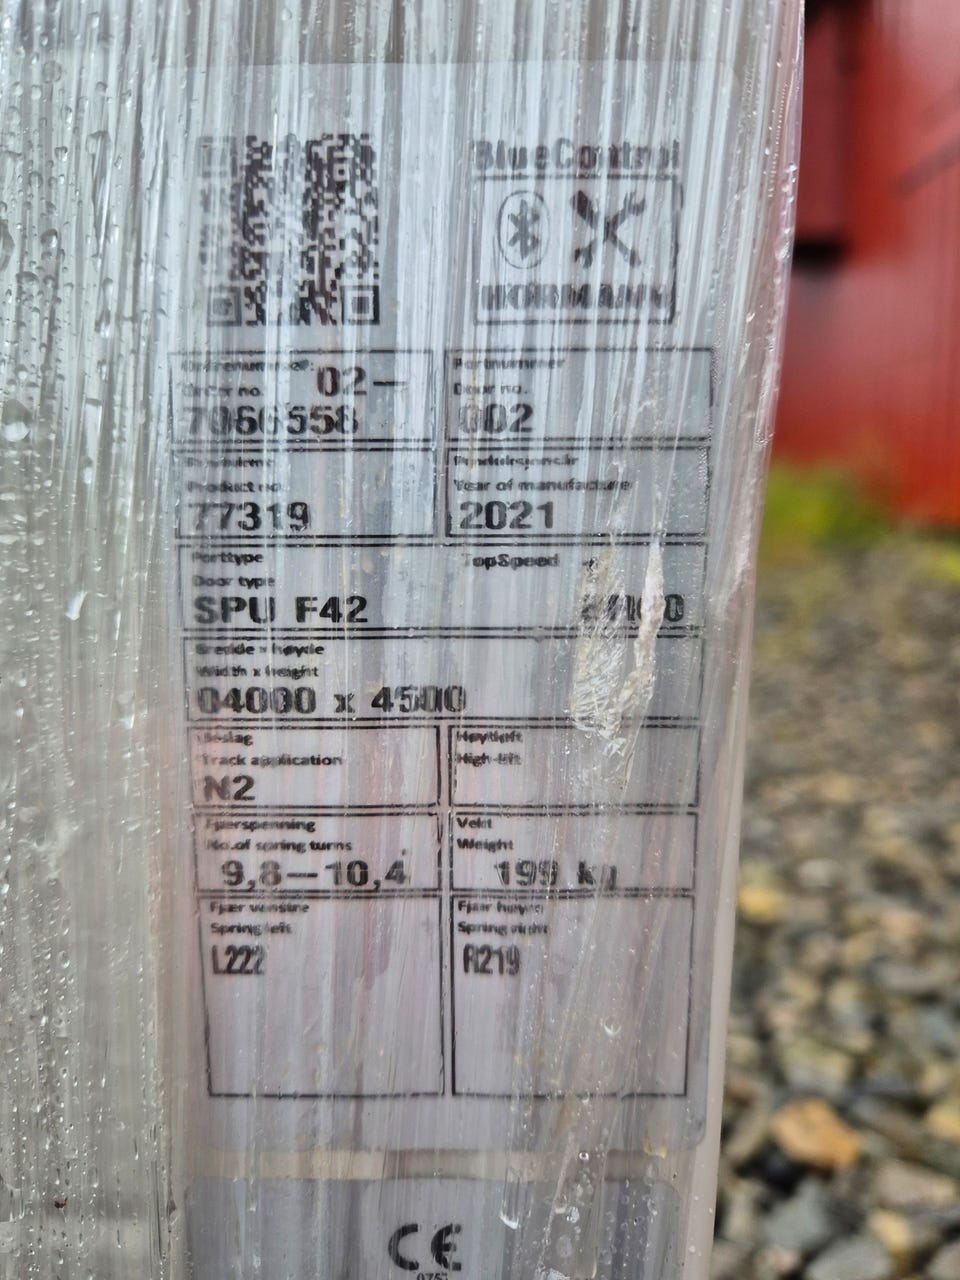 BlueControl
HÖRMANN
Ordrenummer:
Order no. 02-
7066558
Portnummer
Door no.
002
Product no.
77319
Produksjonsår
Year of manufacture
2021
Porttype
Door type
SPU F42
TopSpeed
Bredde x høyde
Width x height
04000 x 4500
Beslag
Track application
N2
Høytløft
High-lift
Fjærspenning
No.of spring turns
9,8-10,4
Vekt
Weight
199 kg
Fjær venstre
Spring left
L222
Fjær høyre
Spring right
R219
CE